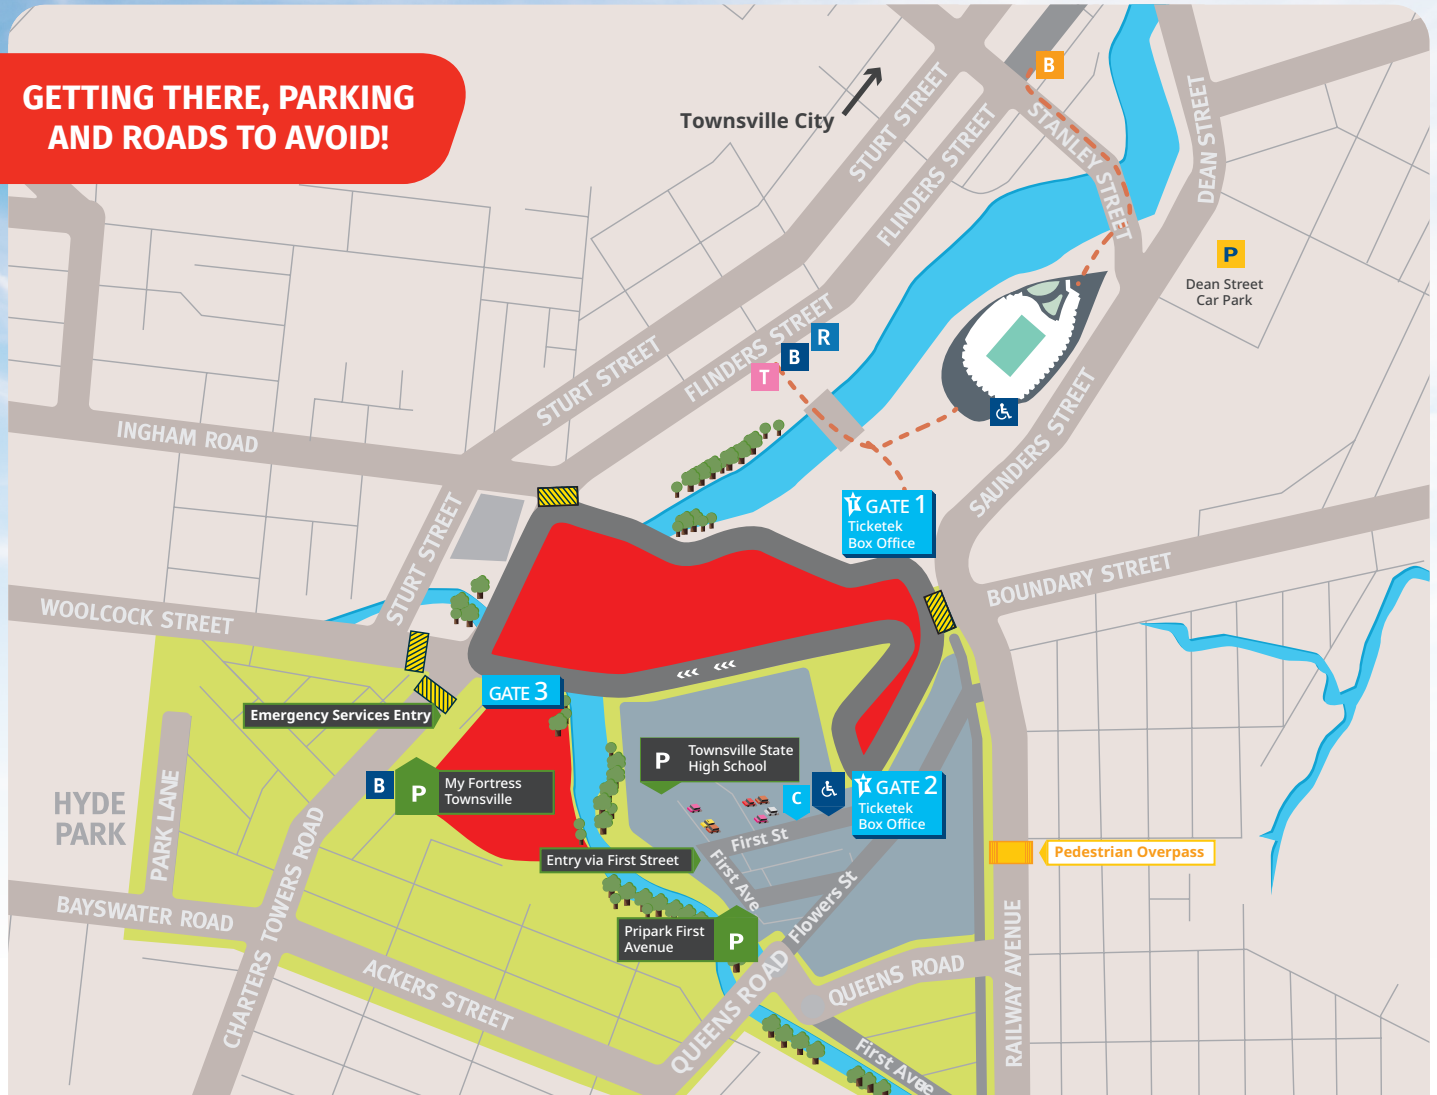 GETTING THERE, PARKING
AND ROADS TO AVOID!
Townsville City
B
STURT STREET
FLINDERS STREET
STANLEY STREET
DEAN STREET
P
Dean Street
Car Park
STURT STREET
FLINDERS STREET
R
B
T
INGHAM ROAD
SAUNDERS STREET
GATE 1
Ticketek
Box Office
STURT STREET
BOUNDARY STREET
WOOLCOCK STREET
GATE 3
Emergency Services Entry
B
P
My Fortress
Townsville
P
Townsville State
High School
C
GATE 2
Ticketek
Box Office
HYDE
PARK
PARK LANE
First St
Entry via First Street
First Ave
Flowers St
Pedestrian Overpass
BAYSWATER ROAD
CHARTERS TOWERS ROAD
Pripark First
Avenue
P
ACKERS STREET
QUEENS ROAD
QUEENS ROAD
RAILWAY AVENUE
First Avee